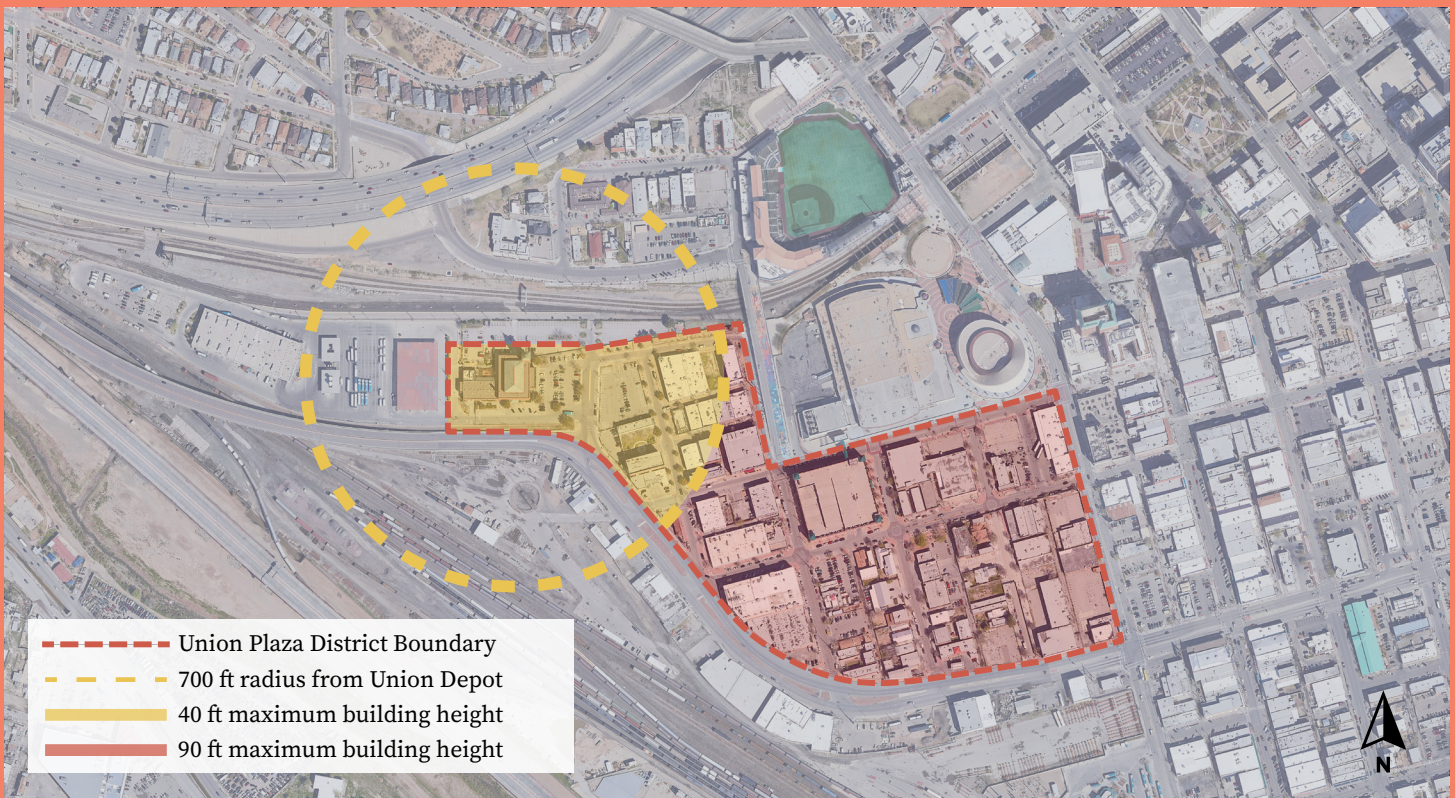 Union Plaza District Boundary
700 ft radius from Union Depot
40 ft maximum building height
90 ft maximum building height
N